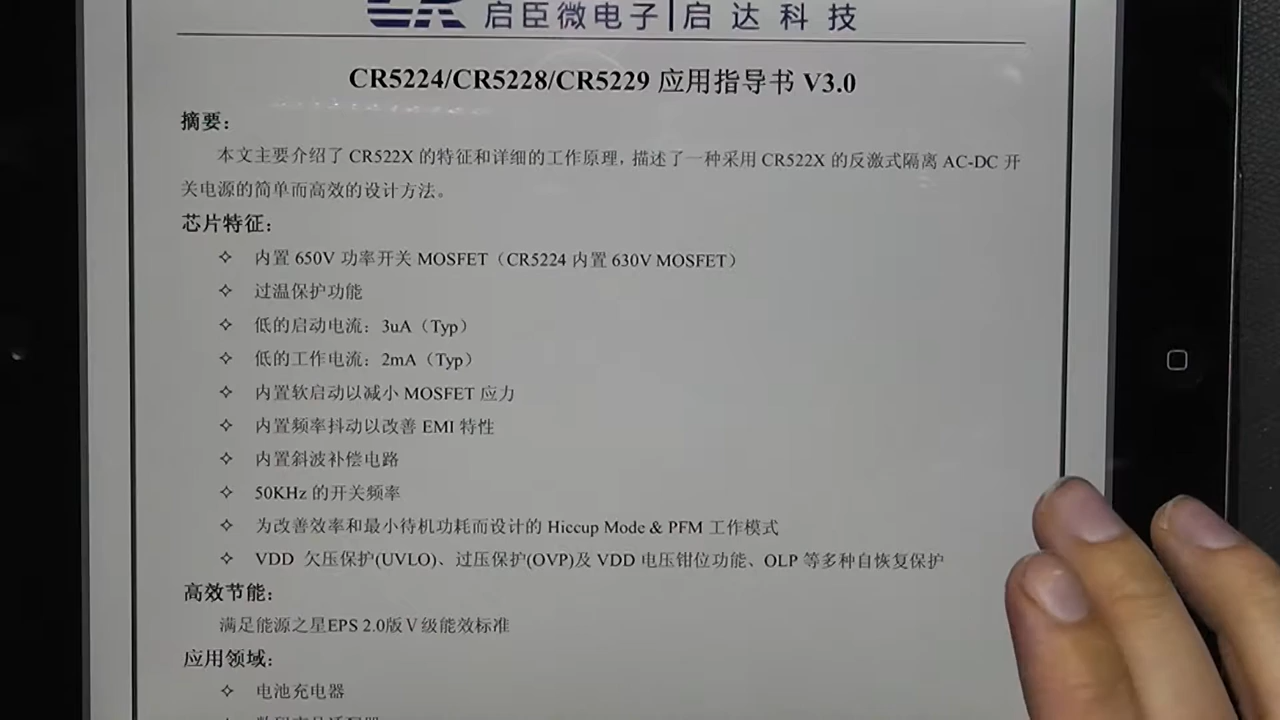 启臣微电子|启达科技
CR5224/CR5228/CR5229 应用指导书 V3.0
摘要：
本文主要介绍了 CR522X 的特征和详细的工作原理，描述了一种采用 CR522X 的反激式隔离 AC-DC 开
关电源的简单而高效的设计方法。
芯片特征：
✧ 内置 650V 功率开关 MOSFET（CR5224 内置 630V MOSFET）
✧ 过温保护功能
✧ 低的启动电流：3uA（Typ）
✧ 低的工作电流：2mA（Typ）
✧ 内置软启动以减小 MOSFET 应力
✧ 内置频率抖动以改善 EMI 特性
✧ 内置斜波补偿电路
✧ 50KHz 的开关频率
✧ 为改善效率和最小待机功耗而设计的 Hiccup Mode & PFM 工作模式
✧ VDD 欠压保护(UVLO)、过压保护(OVP)及 VDD 电压钳位功能、OLP 等多种自恢复保护
高效节能：
满足能源之星EPS 2.0版Ⅴ级能效标准
应用领域：
✧ 电池充电器